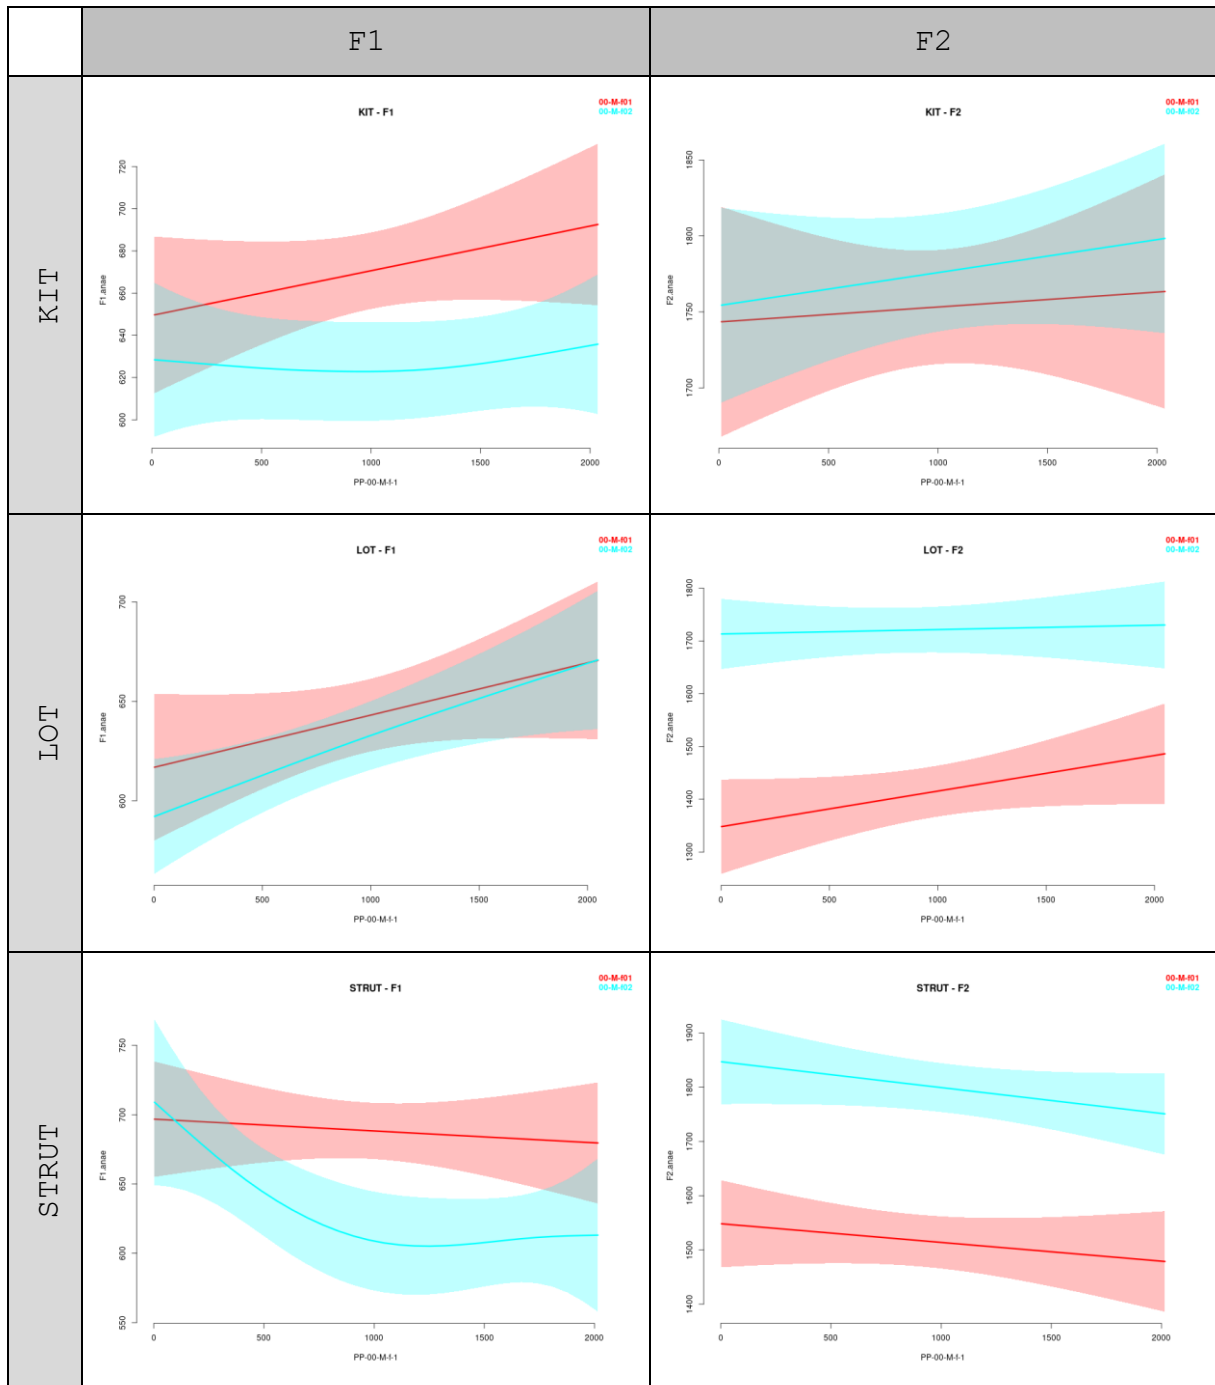 F1
F2
KIT
KIT - F1
00-M-f01
00-M-f02
F1.anae
720
700
680
660
640
620
600
0 500 1000 1500 2000
PP-00-M-f-1
KIT - F2
00-M-f01
00-M-f02
F2.anae
1850
1800
1750
1700
0 500 1000 1500 2000
PP-00-M-f-1
LOT
LOT - F1
00-M-f01
00-M-f02
F1.anae
700
650
600
0 500 1000 1500 2000
PP-00-M-f-1
LOT - F2
00-M-f01
00-M-f02
F2.anae
1800
1700
1600
1500
1400
1300
0 500 1000 1500 2000
PP-00-M-f-1
STRUT
STRUT - F1
00-M-f01
00-M-f02
F1.anae
750
700
650
600
550
0 500 1000 1500 2000
PP-00-M-f-1
STRUT - F2
00-M-f01
00-M-f02
F2.anae
1900
1800
1700
1600
1500
1400
0 500 1000 1500 2000
PP-00-M-f-1